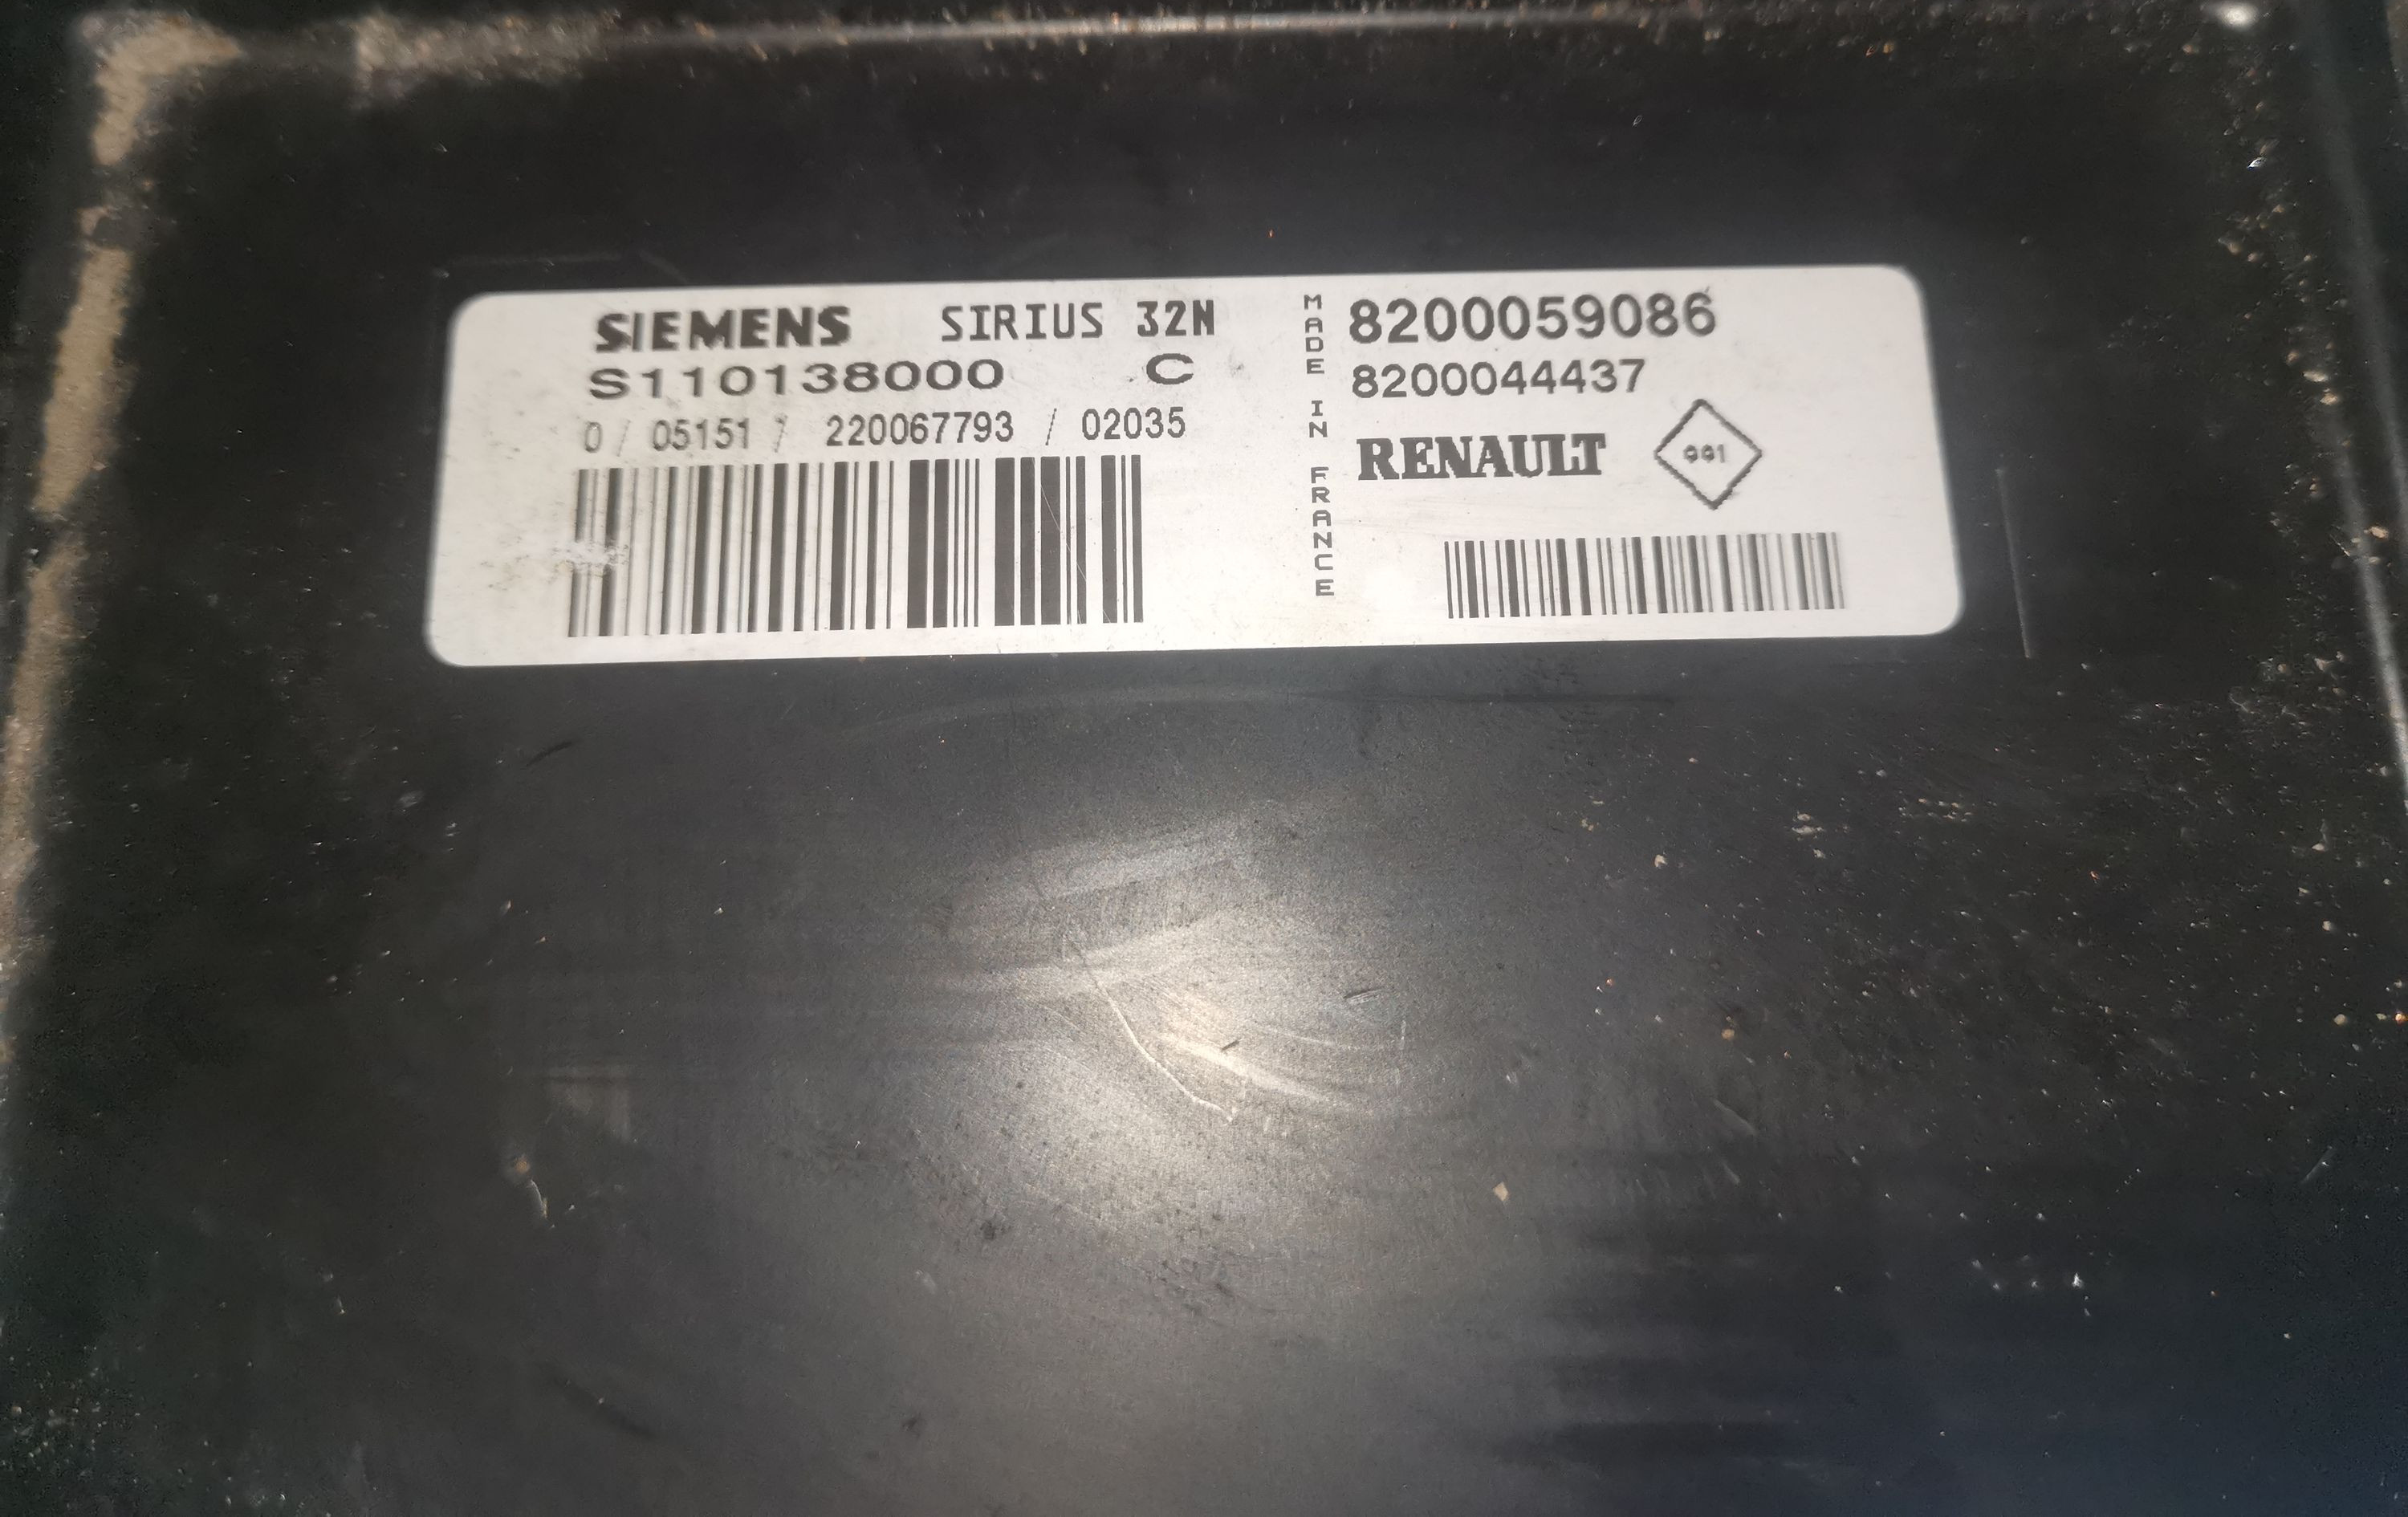 SIEMENS SIRIUS 32N
S110138000 C
0 / 05151 / 220067793 / 02035
MADE IN FRANCE
8200059086
8200044437
RENAULT